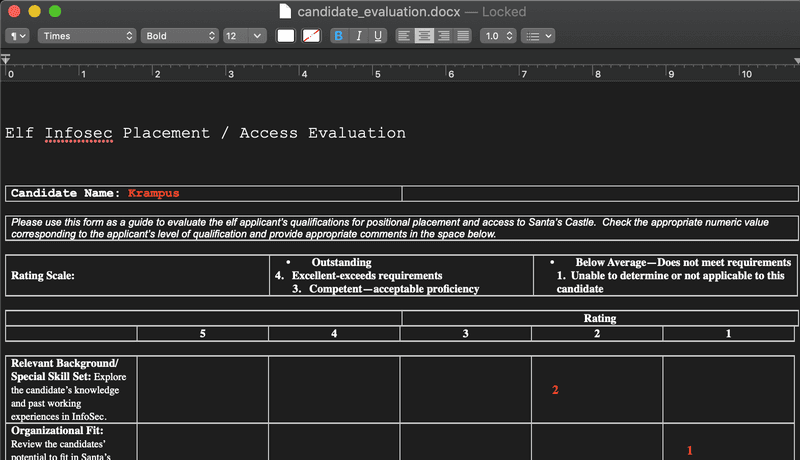 candidate_evaluation.docx — Locked
¶ Times Bold 12 B I U 1.0
0 1 2 3 4 5 6 7 8 9 10
Elf Infosec Placement / Access Evaluation
Candidate Name: Krampus
Please use this form as a guide to evaluate the elf applicant's qualifications for positional placement and access to Santa's Castle. Check the appropriate numeric value
corresponding to the applicant's level of qualification and provide appropriate comments in the space below.
Rating Scale:
• Outstanding
4. Excellent-exceeds requirements
3. Competent—acceptable proficiency
• Below Average—Does not meet requirements
1. Unable to determine or not applicable to this
candidate
Rating
5 4 3 2 1
Relevant Background/
Special Skill Set: Explore
the candidate's knowledge
and past working
experiences in InfoSec.
2
Organizational Fit:
Review the candidates'
potential to fit in Santa's
1